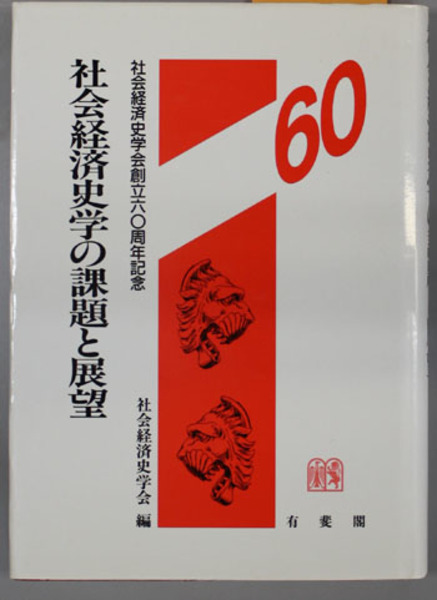 社会経済史学の課題と展望
社会経済史学会創立六〇周年記念
社会経済史学会 編
60
有斐閣